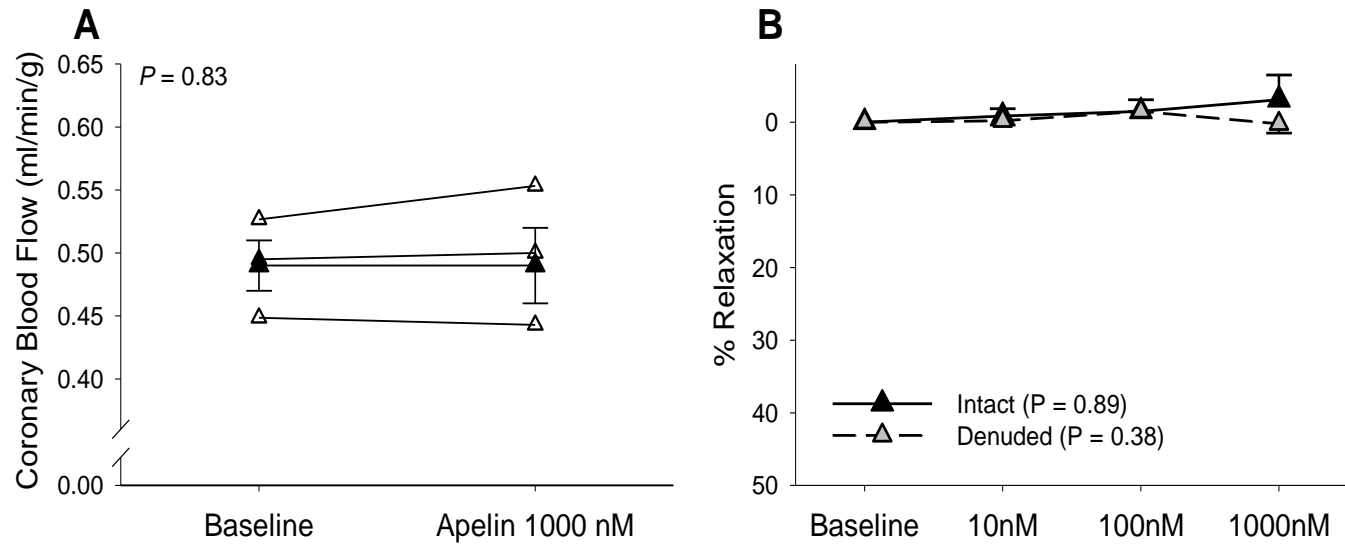 A
Coronary Blood Flow (ml/min/g)
0.65
0.60
0.55
0.50
0.45
0.40
0.00
P = 0.83
Baseline
Apelin 1000 nM
B
% Relaxation
0
10
20
30
40
50
Intact (P = 0.89)
Denuded (P = 0.38)
Baseline
10nM
100nM
1000nM